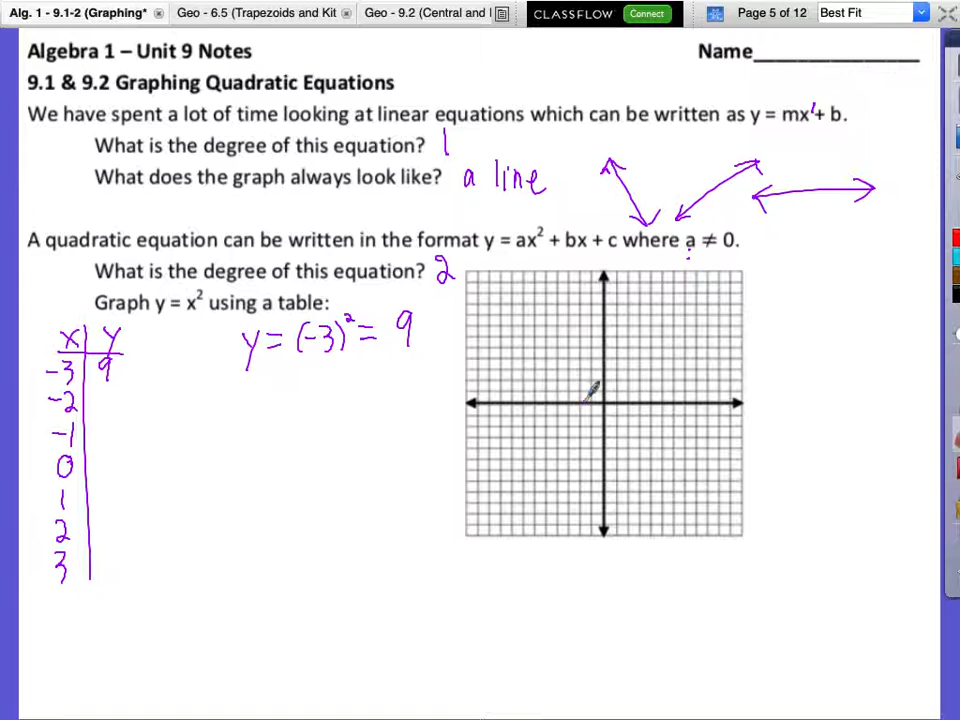 Alg. 1 - 9.1-2 (Graphing* Geo - 6.5 (Trapezoids and Kit Geo - 9.2 (Central and I CLASSFLOW Connect Page 5 of 12 Best Fit
Algebra 1 – Unit 9 Notes Name
9.1 & 9.2 Graphing Quadratic Equations
We have spent a lot of time looking at linear equations which can be written as y = mx¹ + b.
What is the degree of this equation? 1
What does the graph always look like? a line
A quadratic equation can be written in the format y = ax² + bx + c where a ≠ 0.
What is the degree of this equation? 2
Graph y = x² using a table:
x y
y = (-3)² = 9
-3 9
-2
-1
0
1
2
3